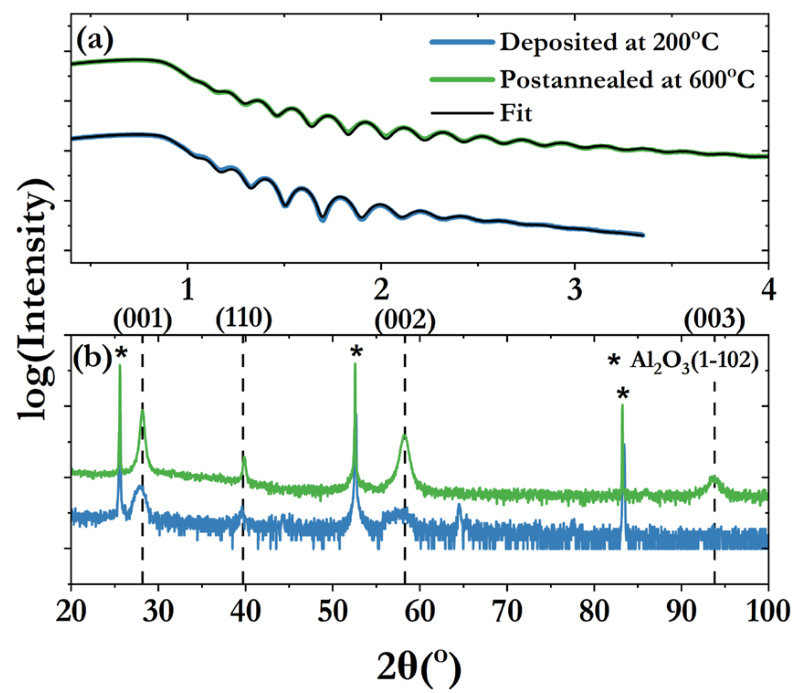 (a)
Deposited at 200°C
Postannealed at 600°C
Fit
log(Intensity)
1 2 3 4
(001) (110) (002) (003)
(b) * * * Al₂O₃(1-102)
*
20 30 40 50 60 70 80 90 100
2θ(°)